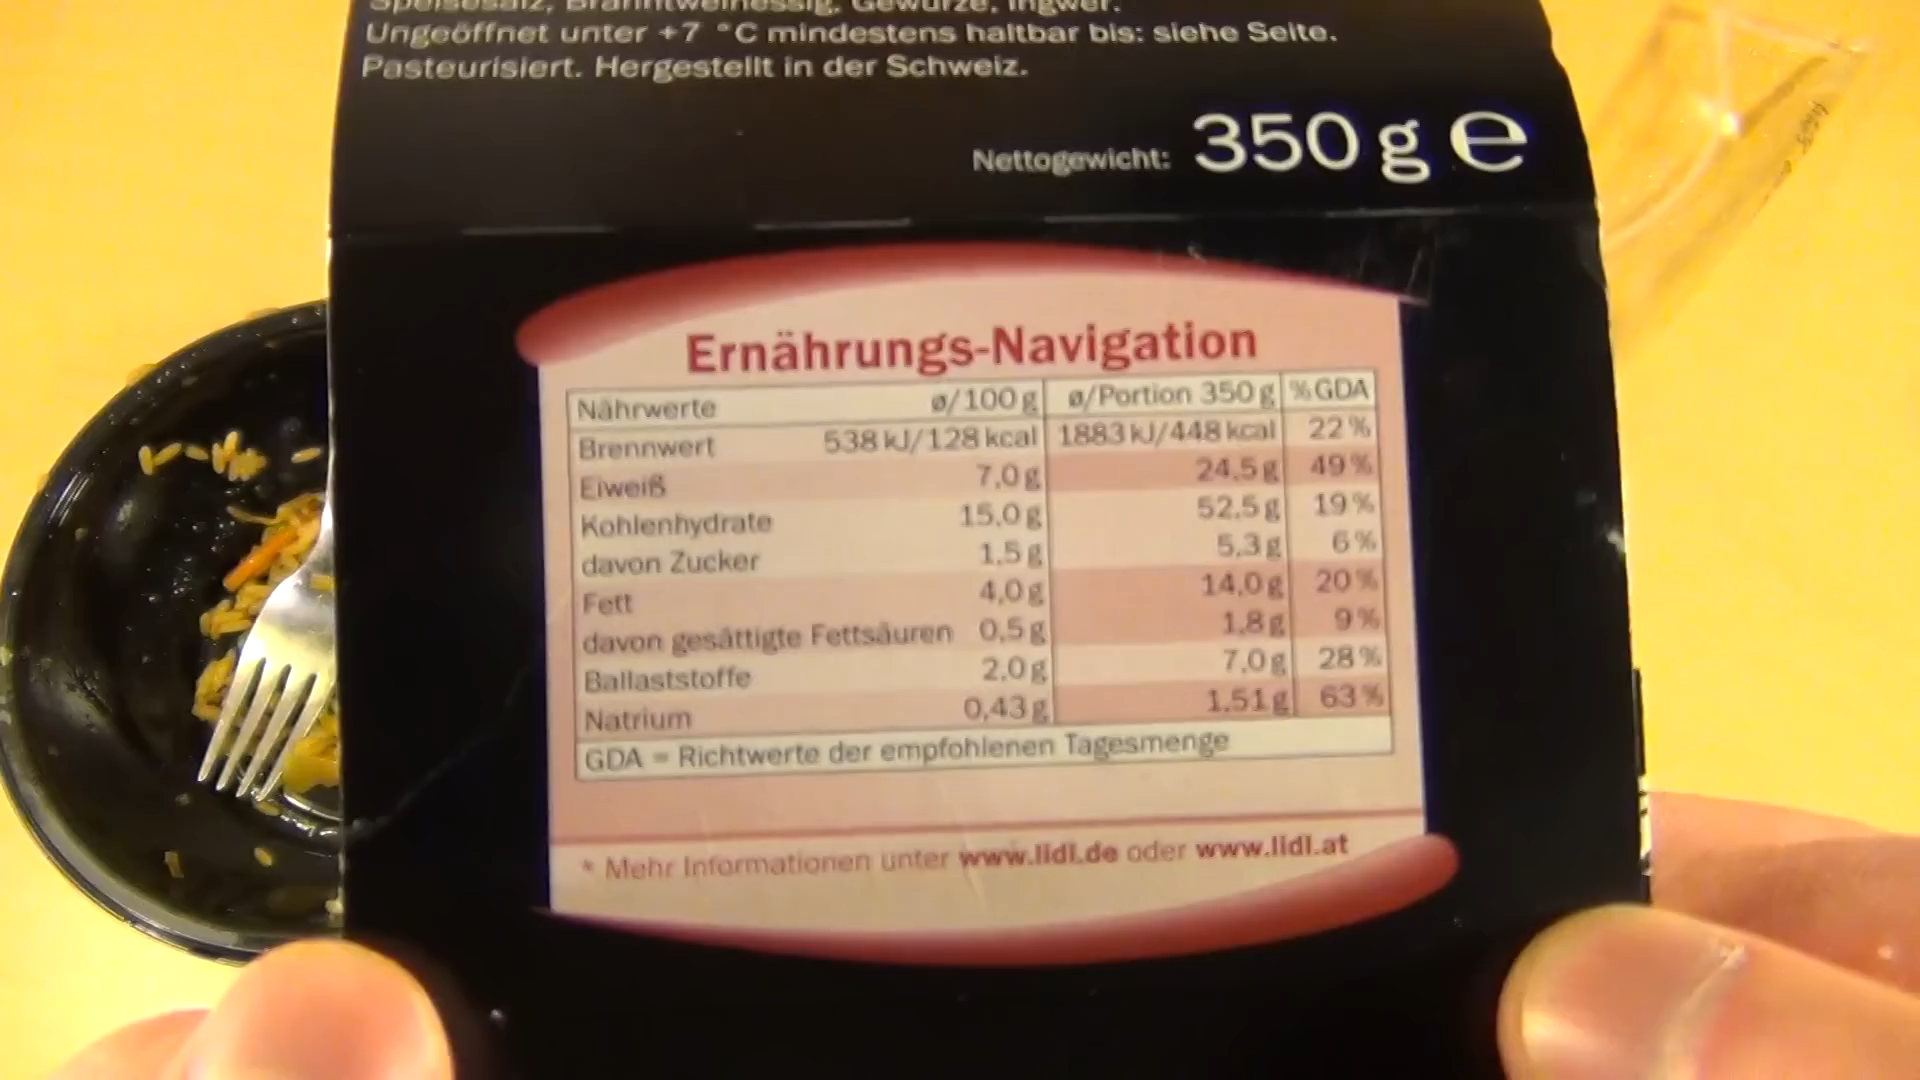 Speisesalz, Branntweinessig, Gewürze, Ingwer.
Ungeöffnet unter +7 °C mindestens haltbar bis: siehe Seite.
Pasteurisiert. Hergestellt in der Schweiz.
Nettogewicht: 350 g e
Ernährungs-Navigation
Nährwerte ø/100 g ø/Portion 350 g % GDA
Brennwert 538 kJ/128 kcal 1883 kJ/448 kcal 22 %
Eiweiß 7,0 g 24,5 g 49 %
Kohlenhydrate 15,0 g 52,5 g 19 %
davon Zucker 1,5 g 5,3 g 6 %
Fett 4,0 g 14,0 g 20 %
davon gesättigte Fettsäuren 0,5 g 1,8 g 9 %
Ballaststoffe 2,0 g 7,0 g 28 %
Natrium 0,43 g 1,51 g 63 %
GDA = Richtwerte der empfohlenen Tagesmenge
* Mehr Informationen unter www.lidl.de oder www.lidl.at